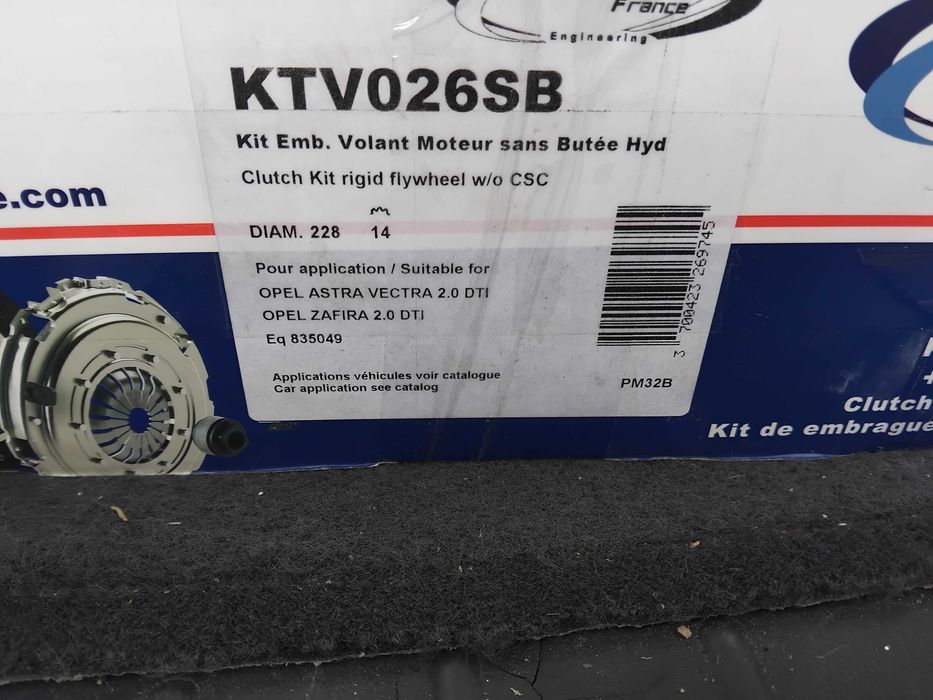 France
Engineering
KTV026SB
Kit Emb. Volant Moteur sans Butée Hyd
Clutch Kit rigid flywheel w/o CSC
e.com
DIAM. 228 14
Pour application / Suitable for
OPEL ASTRA VECTRA 2.0 DTI
OPEL ZAFIRA 2.0 DTI
Eq 835049
3 700423 269745
Applications véhicules voir catalogue
Car application see catalog
PM32B
+
Clutch
Kit de embrague